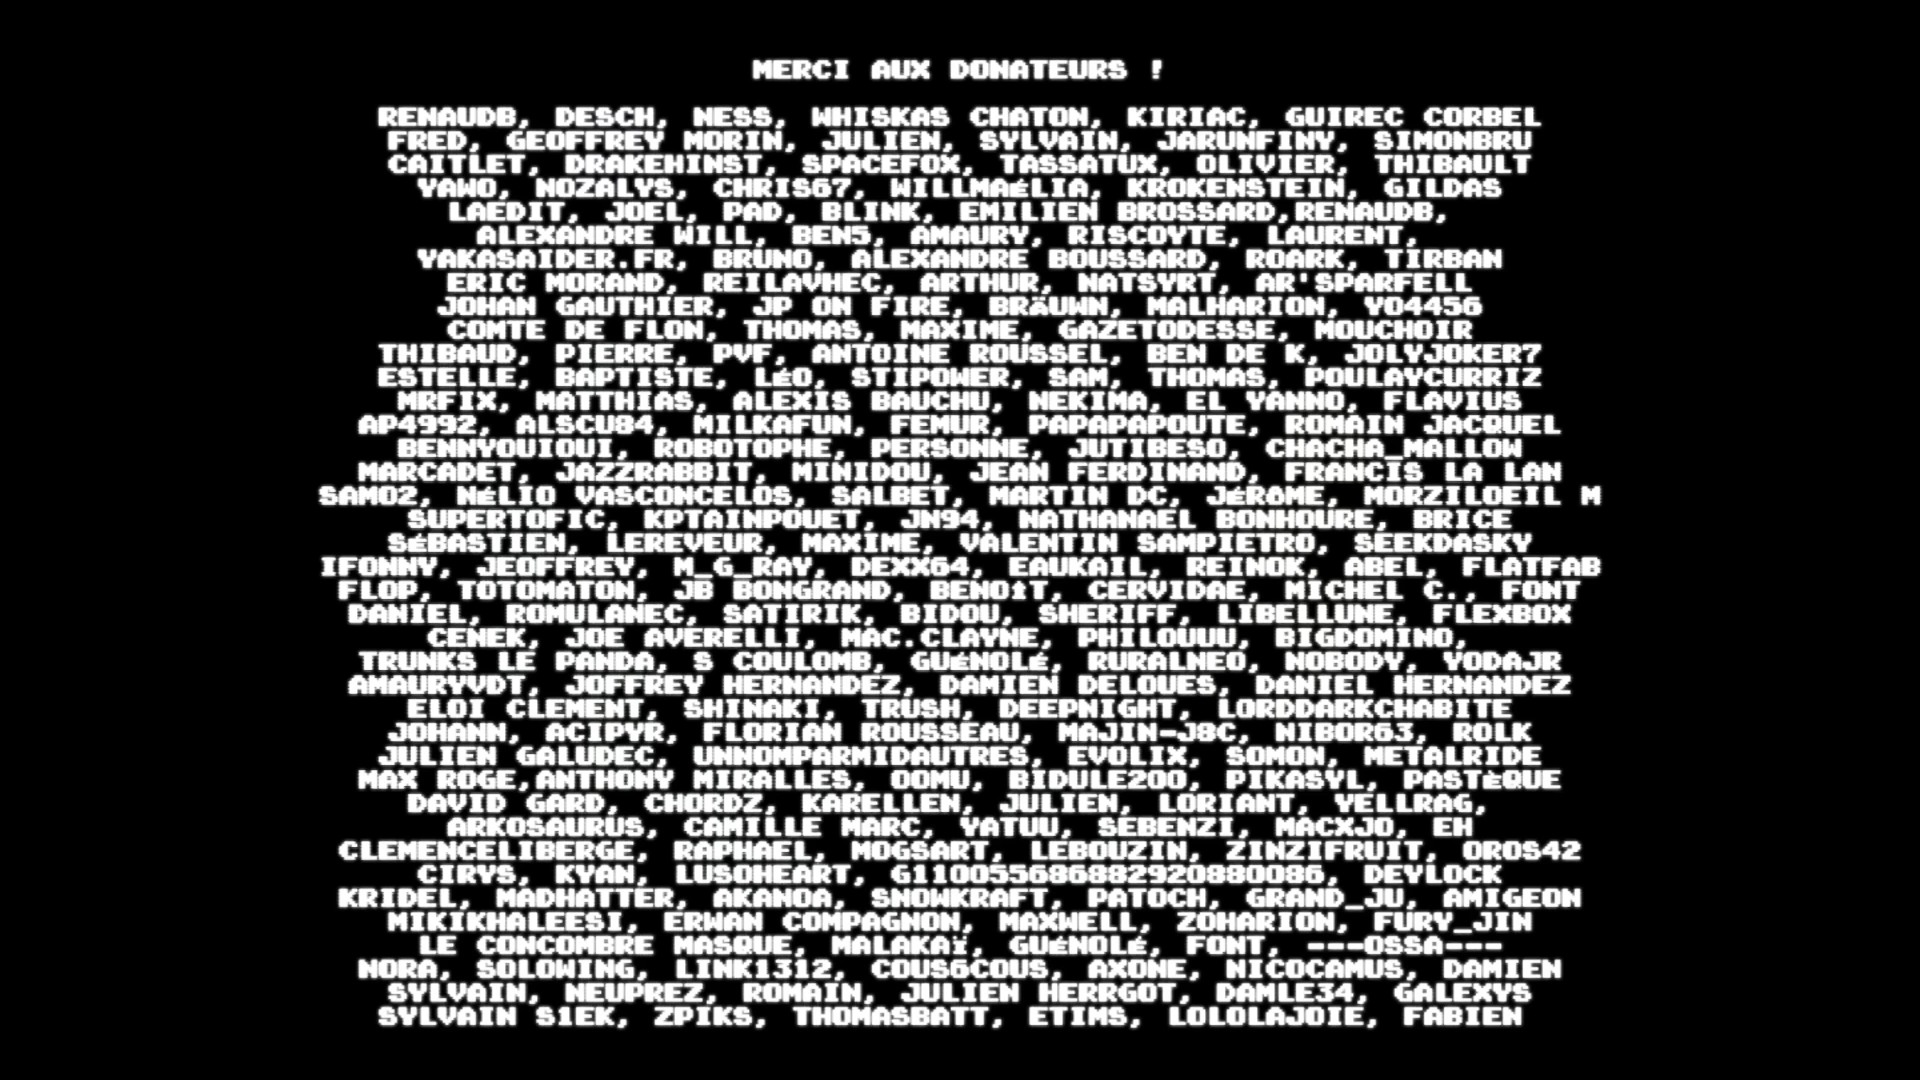 MERCI AUX DONATEURS !
RENAUDB, DESCH, NESS, WHISKAS CHATON, KIRIAC, GUIREC CORBEL
FRED, GEOFFREY MORIN, JULIEN, SYLVAIN, JARUNFINY, SIMONBRU
CAITLET, DRAKEHINST, SPACEFOX, TASSATUX, OLIVIER, THIBAULT
YAWO, NOZALYS, CHRIS67, WILLMAéLIA, KROKENSTEIN, GILDAS
LAEDIT, JOEL, PAD, BLINK, EMILIEN BROSSARD,RENAUDB,
ALEXANDRE WILL, BEN5, AMAURY, RISCOYTE, LAURENT,
YAKASAIDER.FR, BRUNO, ALEXANDRE BOUSSARD, ROARK, TIRBAN
ERIC MORAND, REILAVHEC, ARTHUR, NATSYRT, AR'SPARFELL
JOHAN GAUTHIER, JP ON FIRE, BRäUWN, MALHARION, YO4456
COMTE DE FLON, THOMAS, MAXIME, GAZETODESSE, MOUCHOIR
THIBAUD, PIERRE, PVF, ANTOINE ROUSSEL, BEN DE K, JOLYJOKER7
ESTELLE, BAPTISTE, LéO, STIPOWER, SAM, THOMAS, POULAYCURRIZ
MRFIX, MATTHIAS, ALEXIS BAUCHU, NEKIMA, EL YANNO, FLAVIUS
AP4992, ALSCU84, MILKAFUN, FEMUR, PAPAPAPOUTE, ROMAIN JACQUEL
BENNYOUIOUI, ROBOTOPHE, PERSONNE, JUTIBESO, CHACHA_MALLOW
MARCADET, JAZZRABBIT, MINIDOU, JEAN FERDINAND, FRANCIS LA LAN
SAMO2, NéLIO VASCONCELOS, SALBET, MARTIN DC, JéRôME, MORZILOEIL M
SUPERTOFIC, KPTAINPOUET, JN94, NATHANAEL BONHOURE, BRICE
SéBASTIEN, LEREVEUR, MAXIME, VALENTIN SAMPIETRO, SEEKDASKY
IFONNY, JEOFFREY, M_G_RAY, DEXX64, EAUKAIL, REINOK, ABEL, FLATFAB
FLOP, TOTOMATON, JB BONGRAND, BENOîT, CERVIDAE, MICHEL C., FONT
DANIEL, ROMULANEC, SATIRIK, BIDOU, SHERIFF, LIBELLUNE, FLEXBOX
CENEK, JOE AVERELLI, MAC.CLAYNE, PHILOUUU, BIGDOMINO,
TRUNKS LE PANDA, S COULOMB, GUéNOLé, RURALNEO, NOBODY, YODAJR
AMAURYVDT, JOFFREY HERNANDEZ, DAMIEN DELOUES, DANIEL HERNANDEZ
ELOI CLEMENT, SHINAKI, TRUSH, DEEPNIGHT, LORDDARKCHABITE
JOHANN, ACIPYR, FLORIAN ROUSSEAU, MAJIN-J8C, NIBOR63, ROLK
JULIEN GALUDEC, UNNOMPARMIDAUTRES, EVOLIX, SOMON, METALRIDE
MAX ROGE,ANTHONY MIRALLES, OOMU, BIDULE200, PIKASYL, PASTèQUE
DAVID GARD, CHORDZ, KARELLEN, JULIEN, LORIANT, YELLRAG,
ARKOSAURUS, CAMILLE MARC, YATUU, SEBENZI, MACXJO, EH
CLEMENCELIBERGE, RAPHAEL, MOGSART, LEBOUZIN, ZINZIFRUIT, OROS42
CIRYS, KYAN, LUSOHEART, G110055686882920880086, DEYLOCK
KRIDEL, MADHATTER, AKANOA, SNOWKRAFT, PATOCH, GRAND_JU, AMIGEON
MIKIKHALEESI, ERWAN COMPAGNON, MAXWELL, ZOHARION, FURY_JIN
LE CONCOMBRE MASQUE, MALAKAï, GUéNOLé, FONT, ---OSSA---
NORA, SOLOWING, LINK1312, COUS6COUS, AXONE, NICOCAMUS, DAMIEN
SYLVAIN, NEUPREZ, ROMAIN, JULIEN HERRGOT, DAMLE34, GALEXYS
SYLVAIN S1EK, ZPIKS, THOMASBATT, ETIMS, LOLOLAJOIE, FABIEN